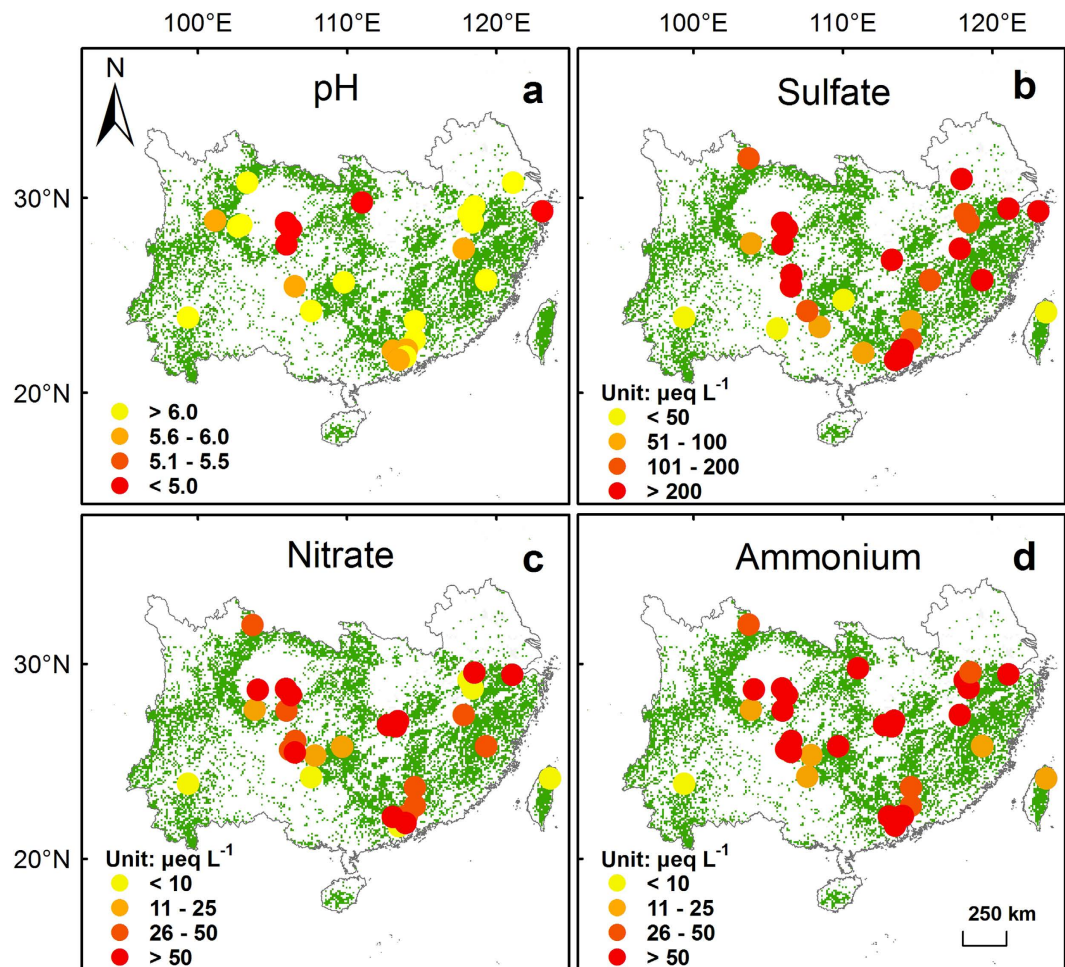 100°E 110°E 120°E 100°E 110°E 120°E
N
pH
a
Sulfate
b
30°N
20°N
> 6.0
5.6 - 6.0
5.1 - 5.5
< 5.0
Unit: µeq L⁻¹
< 50
51 - 100
101 - 200
> 200
Nitrate
c
Ammonium
d
30°N
20°N
Unit: µeq L⁻¹
< 10
11 - 25
26 - 50
> 50
Unit: µeq L⁻¹
< 10
11 - 25
26 - 50
> 50
250 km